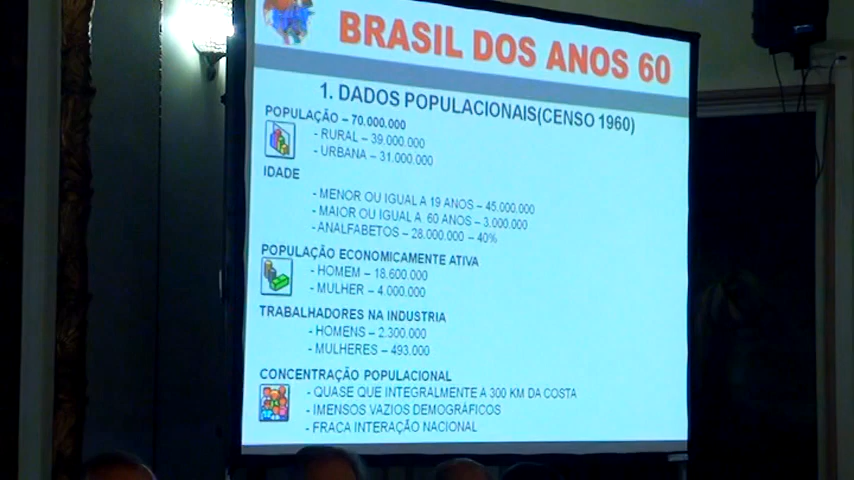 BRASIL DOS ANOS 60
1. DADOS POPULACIONAIS(CENSO 1960)
POPULAÇÃO – 70.000.000
- RURAL – 39.000.000
- URBANA – 31.000.000
IDADE
- MENOR OU IGUAL A 19 ANOS – 45.000.000
- MAIOR OU IGUAL A 60 ANOS – 3.000.000
- ANALFABETOS – 28.000.000 – 40%
POPULAÇÃO ECONOMICAMENTE ATIVA
- HOMEM – 18.600.000
- MULHER – 4.000.000
TRABALHADORES NA INDUSTRIA
- HOMENS – 2.300.000
- MULHERES – 493.000
CONCENTRAÇÃO POPULACIONAL
- QUASE QUE INTEGRALMENTE A 300 KM DA COSTA
- IMENSOS VAZIOS DEMOGRÁFICOS
- FRACA INTERAÇÃO NACIONAL